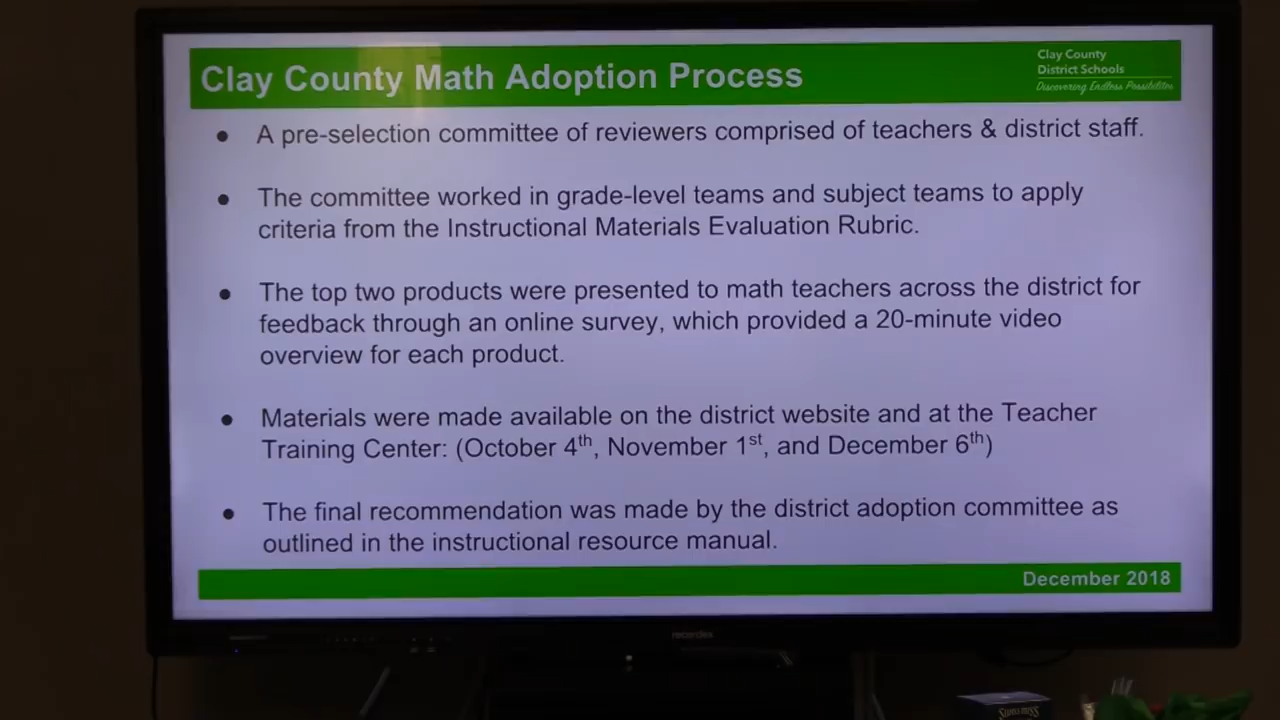 Clay County Math Adoption Process
Clay County
District Schools
Discovering Endless Possibilities
● A pre-selection committee of reviewers comprised of teachers & district staff.
● The committee worked in grade-level teams and subject teams to apply
criteria from the Instructional Materials Evaluation Rubric.
● The top two products were presented to math teachers across the district for
feedback through an online survey, which provided a 20-minute video
overview for each product.
● Materials were made available on the district website and at the Teacher
Training Center: (October 4th, November 1st, and December 6th)
● The final recommendation was made by the district adoption committee as
outlined in the instructional resource manual.
December 2018
recordex